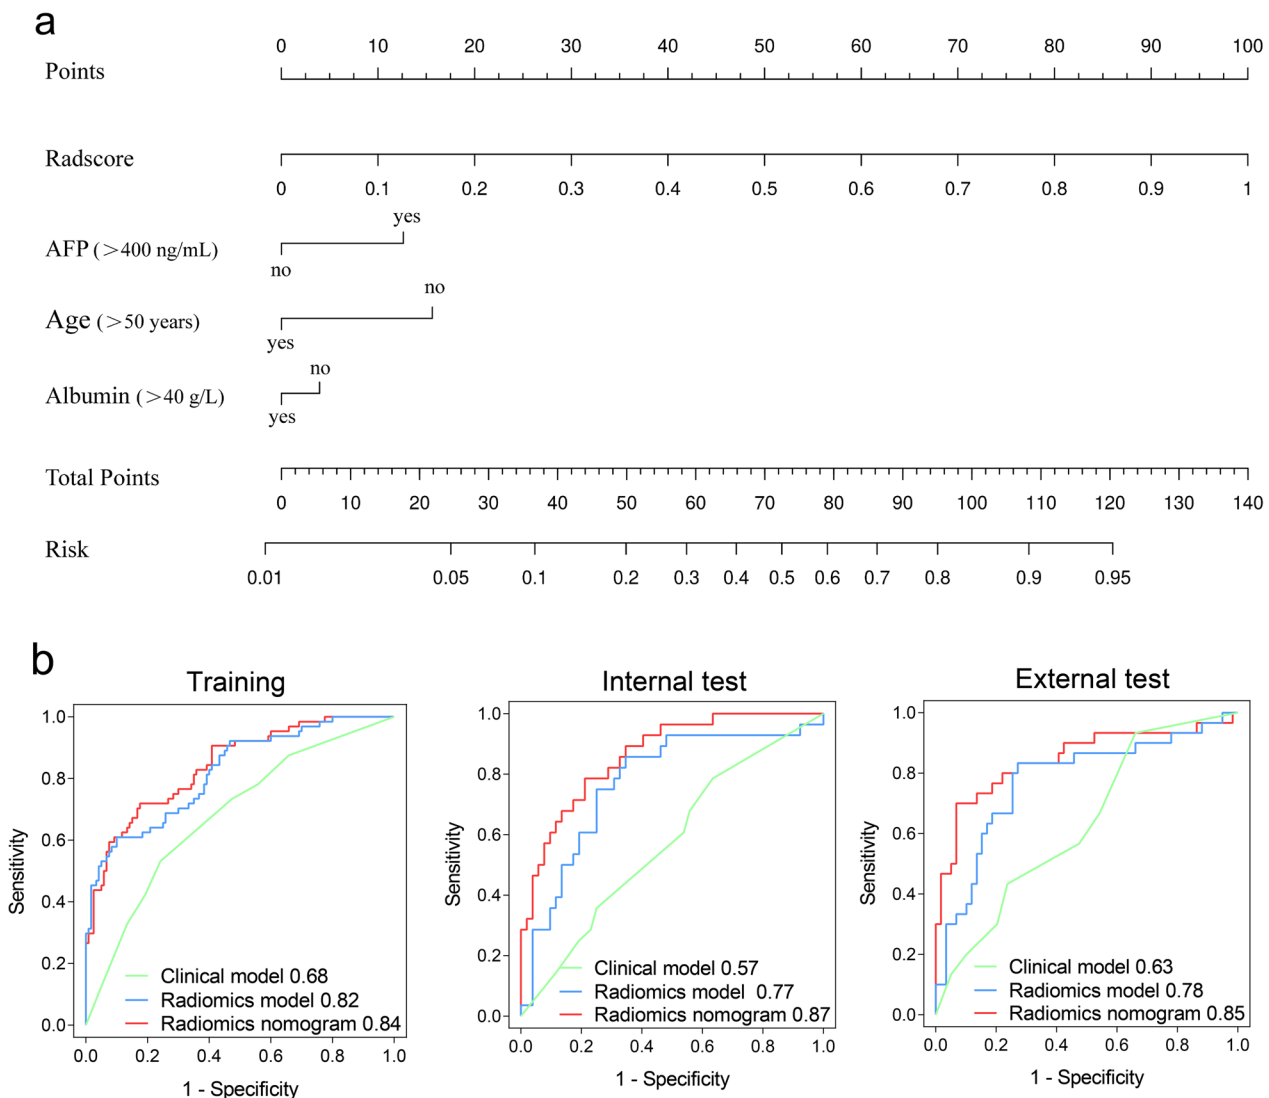 a
0 10 20 30 40 50 60 70 80 90 100
Points
Radscore
0 0.1 0.2 0.3 0.4 0.5 0.6 0.7 0.8 0.9 1
yes
AFP (>400 ng/mL)
no
no
Age (>50 years)
yes
no
Albumin (>40 g/L)
yes
Total Points
0 10 20 30 40 50 60 70 80 90 100 110 120 130 140
Risk
0.01 0.05 0.1 0.2 0.3 0.4 0.5 0.6 0.7 0.8 0.9 0.95
b
Training
1.0
0.8
0.6
0.4
0.2
0.0
Sensitivity
Clinical model 0.68
Radiomics model 0.82
Radiomics nomogram 0.84
0.0 0.2 0.4 0.6 0.8 1.0
1 - Specificity
Internal test
1.0
0.8
0.6
0.4
0.2
0.0
Sensitivity
Clinical model 0.57
Radiomics model 0.77
Radiomics nomogram 0.87
0.0 0.2 0.4 0.6 0.8 1.0
1 - Specificity
External test
1.0
0.8
0.6
0.4
0.2
0.0
Sensitivity
Clinical model 0.63
Radiomics model 0.78
Radiomics nomogram 0.85
0.0 0.2 0.4 0.6 0.8 1.0
1 - Specificity